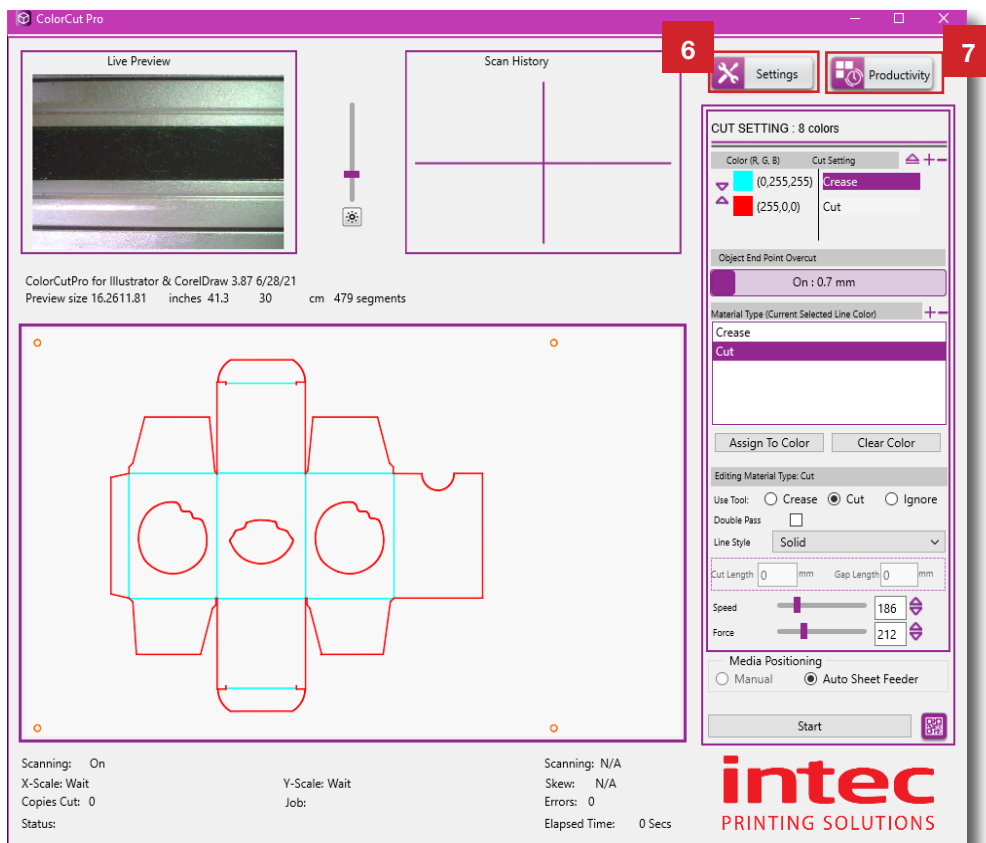 ColorCut Pro
Live Preview
Scan History
6
Settings
7
Productivity
CUT SETTING : 8 colors
Color (R, G, B) Cut Setting
(0,255,255) Crease
(255,0,0) Cut
Object End Point Overcut
On : 0.7 mm
ColorCutPro for Illustrator & CorelDraw 3.87 6/28/21
Preview size 16.2611.81 inches 41.3 30 cm 479 segments
Material Type (Current Selected Line Color)
Crease
Cut
Assign To Color Clear Color
Editing Material Type: Cut
Use Tool: Crease Cut Ignore
Double Pass
Line Style Solid
Cut Length 0 mm Gap Length 0 mm
Speed 186
Force 212
Media Positioning
Manual Auto Sheet Feeder
Start
Scanning: On
X-Scale: Wait Y-Scale: Wait
Copies Cut: 0 Job:
Status:
Scanning: N/A
Skew: N/A
Errors: 0
Elapsed Time: 0 Secs
intec
PRINTING SOLUTIONS